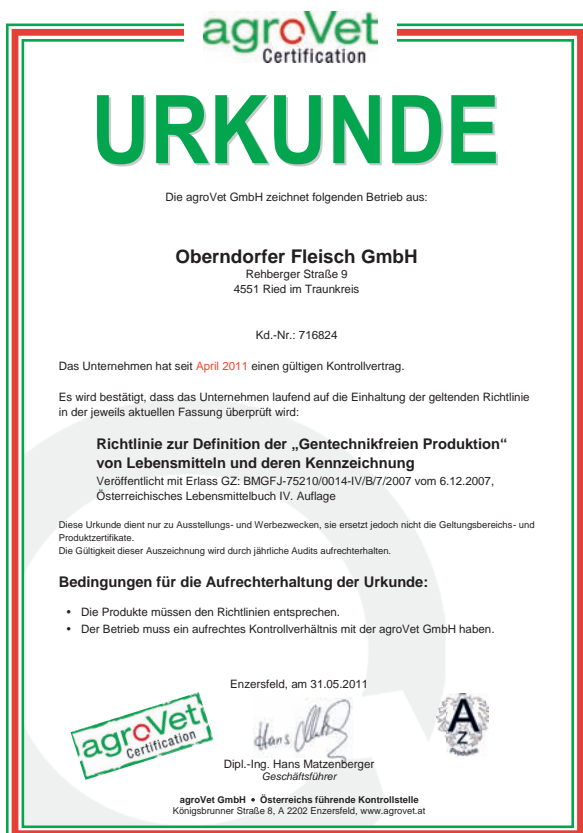 agroVet
Certification
URKUNDE
Die agroVet GmbH zeichnet folgenden Betrieb aus:
Oberndorfer Fleisch GmbH
Rehberger Straße 9
4551 Ried im Traunkreis
Kd.-Nr.: 716824
Das Unternehmen hat seit April 2011 einen gültigen Kontrollvertrag.
Es wird bestätigt, dass das Unternehmen laufend auf die Einhaltung der geltenden Richtlinie
in der jeweils aktuellen Fassung überprüft wird:
Richtlinie zur Definition der „Gentechnikfreien Produktion“
von Lebensmitteln und deren Kennzeichnung
Veröffentlicht mit Erlass GZ: BMGFJ-75210/0014-IV/B/7/2007 vom 6.12.2007,
Österreichisches Lebensmittelbuch IV. Auflage
Diese Urkunde dient nur zu Ausstellungs- und Werbezwecken, sie ersetzt jedoch nicht die Geltungsbereichs- und
Produktzertifikate.
Die Gültigkeit dieser Auszeichnung wird durch jährliche Audits aufrechterhalten.
Bedingungen für die Aufrechterhaltung der Urkunde:
• Die Produkte müssen den Richtlinien entsprechen.
• Der Betrieb muss ein aufrechtes Kontrollverhältnis mit der agroVet GmbH haben.
Enzersfeld, am 31.05.2011
agroVet
Certification
Hans
AZ
Produkte
Dipl.-Ing. Hans Matzenberger
Geschäftsführer
agroVet GmbH • Österreichs führende Kontrollstelle
Königsbrunner Straße 8, A 2202 Enzersfeld, www.agrovet.at